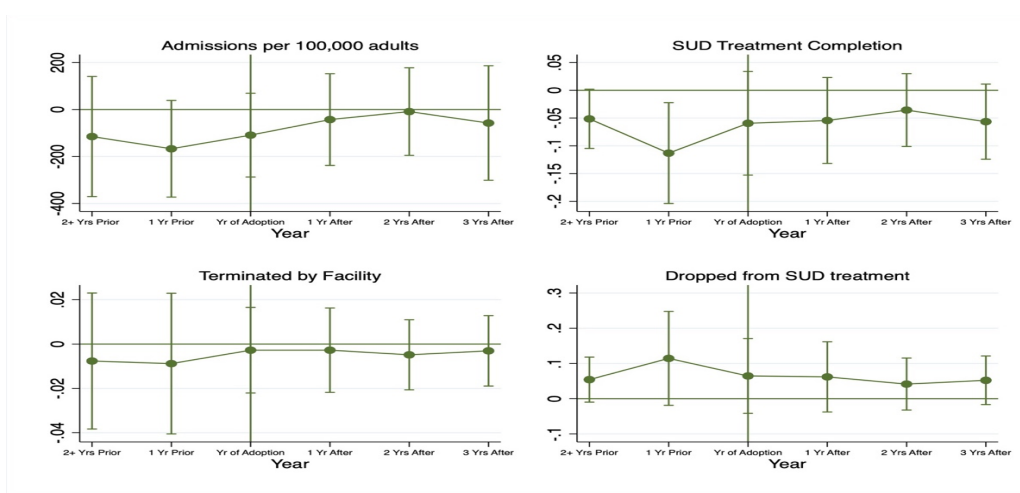 Admissions per 100,000 adults
200
0
-200
-400
2+ Yrs Prior 1 Yr Prior Yr of Adoption 1 Yr After 2 Yrs After 3 Yrs After
Year
SUD Treatment Completion
.05
0
-.05
-.1
-.15
-.2
2+ Yrs Prior 1 Yr Prior Yr of Adoption 1 Yr After 2 Yrs After 3 Yrs After
Year
Terminated by Facility
.02
0
-.02
-.04
2+ Yrs Prior 1 Yr Prior Yr of Adoption 1 Yr After 2 Yrs After 3 Yrs After
Year
Dropped from SUD treatment
.3
.2
.1
0
-.1
2+ Yrs Prior 1 Yr Prior Yr of Adoption 1 Yr After 2 Yrs After 3 Yrs After
Year